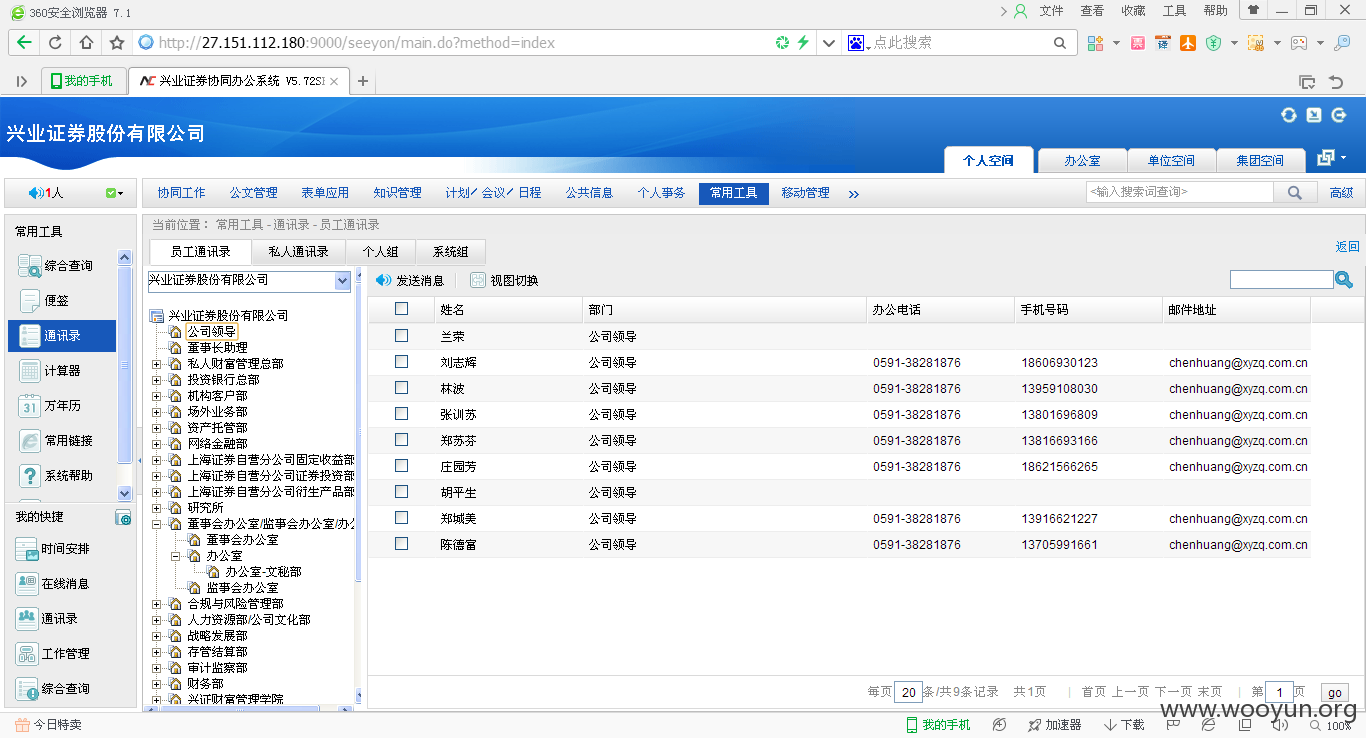 360安全浏览器 7.1
文件 查看 收藏 工具 帮助
http://27.151.112.180:9000/seeyon/main.do?method=index
点此搜索
我的手机
兴业证券协同办公系统 V5.72SI
兴业证券股份有限公司
个人空间 办公室 单位空间 集团空间
1人
协同工作 公文管理 表单应用 知识管理 计划/会议/日程 公共信息 个人事务 常用工具 移动管理 »
<输入搜索词查询>
高级
常用工具
综合查询
便签
通讯录
计算器
31 万年历
常用链接
系统帮助
我的快捷
时间安排
在线消息
通讯录
工作管理
综合查询
当前位置： 常用工具 - 通讯录 - 员工通讯录
员工通讯录 私人通讯录 个人组 系统组
返回
兴业证券股份有限公司
兴业证券股份有限公司
公司领导
董事长助理
私人财富管理总部
投资银行总部
机构客户部
场外业务部
资产托管部
网络金融部
上海证券自营分公司固定收益部
上海证券自营分公司证券投资部
上海证券自营分公司衍生产品部
研究所
董事会办公室/监事会办公室/办公
董事会办公室
办公室
办公室-文秘部
监事会办公室
合规与风险管理部
人力资源部/公司文化部
战略发展部
存管结算部
审计监察部
财务部
兴证财富管理学院
发送消息 视图切换
姓名 部门 办公电话 手机号码 邮件地址
兰荣 公司领导
刘志辉 公司领导 0591-38281876 18606930123 chenhuang@xyzq.com.cn
林波 公司领导 0591-38281876 13959108030 chenhuang@xyzq.com.cn
张训苏 公司领导 0591-38281876 13801696809 chenhuang@xyzq.com.cn
郑苏芬 公司领导 0591-38281876 13816693166 chenhuang@xyzq.com.cn
庄园芳 公司领导 0591-38281876 18621566265 chenhuang@xyzq.com.cn
胡平生 公司领导
郑城美 公司领导 0591-38281876 13916621227 chenhuang@xyzq.com.cn
陈德富 公司领导 0591-38281876 13705991661 chenhuang@xyzq.com.cn
每页 20 条/共9条记录 共1页 | 首页 上一页 下一页 末页 | 第 1 页 go
www.wooyun.org
今日特卖
我的手机 加速器 下载 100%